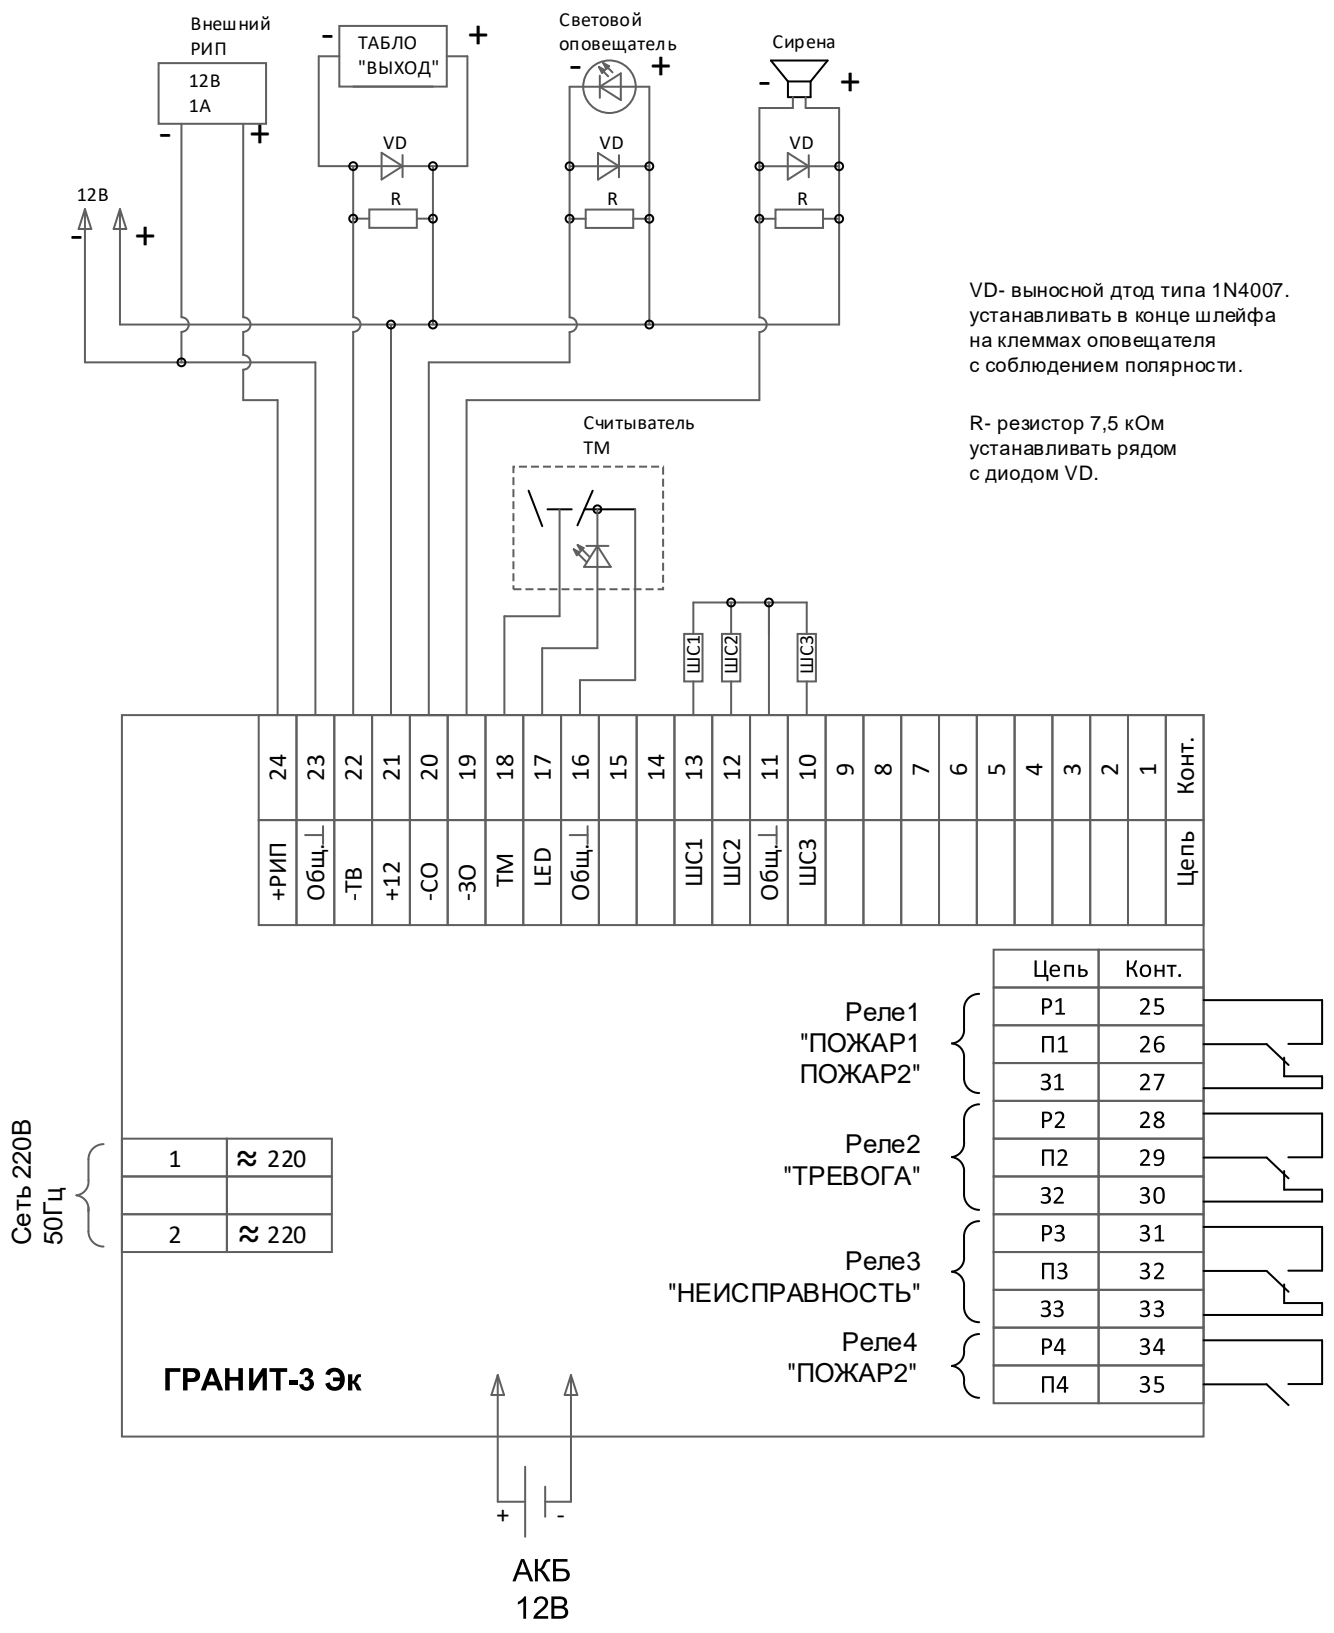 Внешний
РИП
12В
1А
-
+
12В
-
+
ТАБЛО
"ВЫХОД"
-
+
VD
R
Световой
оповещатель
-
+
VD
R
Сирена
-
+
VD
R
VD- выносной дтод типа 1N4007.
устанавливать в конце шлейфа
на клеммах оповещателя
с соблюдением полярности.
R- резистор 7,5 кОм
устанавливать рядом
с диодом VD.
Считыватель
ТМ
ШС1
ШС2
ШС3
24 23 22 21 20 19 18 17 16 15 14 13 12 11 10 9 8 7 6 5 4 3 2 1 Конт.
+РИП Общ. -ТВ +12 -СО -ЗО ТМ LED Общ. ШС1 ШС2 Общ. ШС3 Цепь
Цепь Конт.
Р1 25
П1 26
З1 27
Р2 28
П2 29
З2 30
Р3 31
П3 32
З3 33
Р4 34
П4 35
Реле1
"ПОЖАР1
ПОЖАР2"
Реле2
"ТРЕВОГА"
Реле3
"НЕИСПРАВНОСТЬ"
Реле4
"ПОЖАР2"
Сеть 220В
50Гц
1 ≈ 220
2 ≈ 220
ГРАНИТ-3 Эк
+
-
АКБ
12В